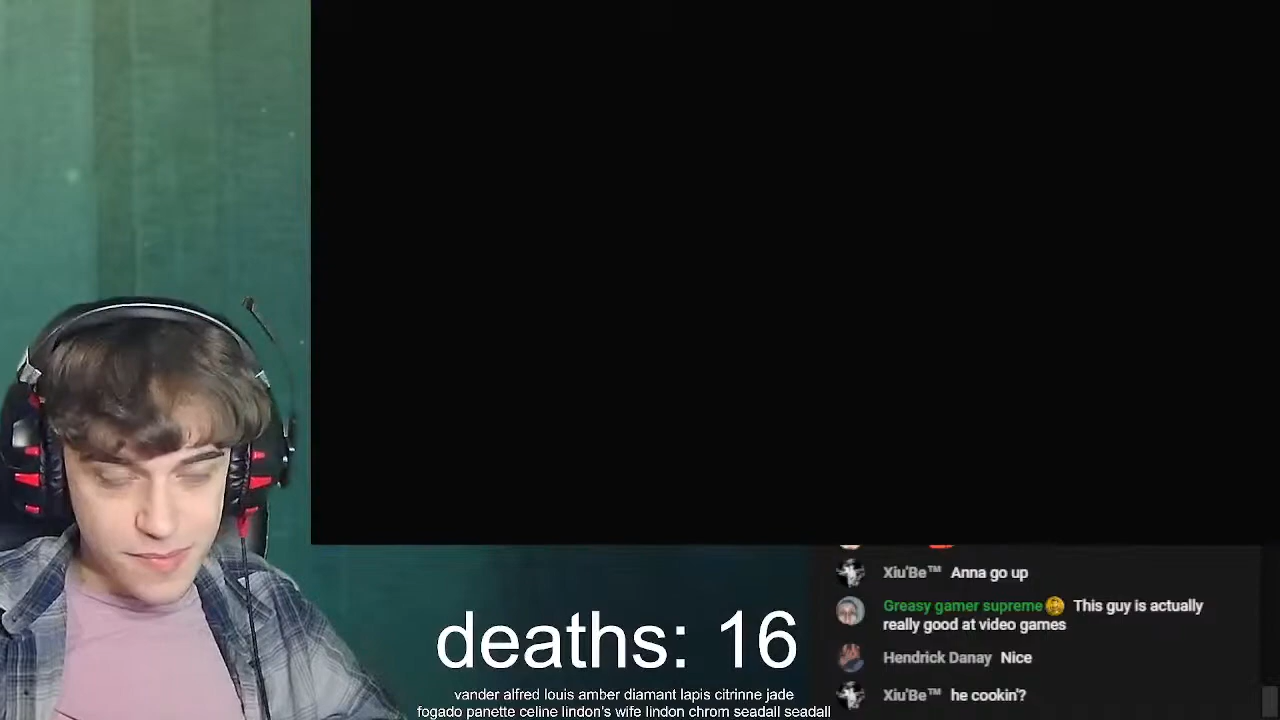 Xiu'Be™ Anna go up
Greasy gamer supreme This guy is actually
really good at video games
Hendrick Danay Nice
Xiu'Be™ he cookin'?
deaths: 16
vander alfred louis amber diamant lapis citrinne jade
fogado panette celine lindon's wife lindon chrom seadall seadall